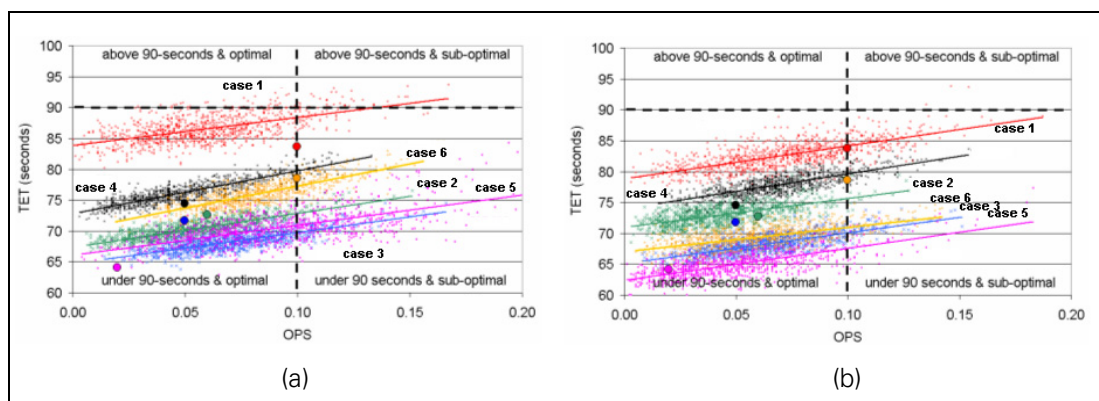 above 90-seconds & optimal above 90-seconds & sub-optimal
case 1
case 6
case 4
case 2
case 5
case 3
under 90-seconds & optimal under 90 seconds & sub-optimal
100
95
90
85
80
75
70
65
60
TET (seconds)
0.00 0.05 0.10 0.15 0.20
OPS
(a)
above 90-seconds & optimal above 90-seconds & sub-optimal
case 1
case 4
case 2
case 6
case 3
case 5
under 90-seconds & optimal under 90 seconds & sub-optimal
100
95
90
85
80
75
70
65
60
TET (seconds)
0.00 0.05 0.10 0.15 0.20
OPS
(b)